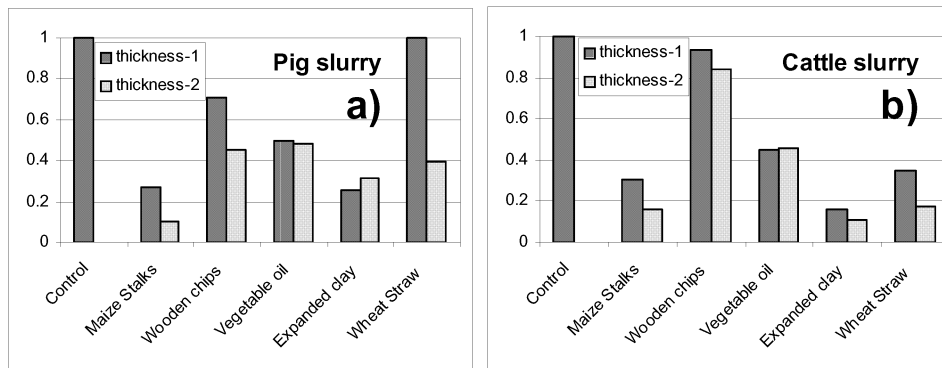 1
0.8
0.6
0.4
0.2
0
thickness-1
thickness-2
Pig slurry
a)
Control
Maize Stalks
Wooden chips
Vegetable oil
Expanded clay
Wheat Straw
1
0.8
0.6
0.4
0.2
0
thickness-1
thickness-2
Cattle slurry
b)
Control
Maize Stalks
Wooden chips
Vegetable oil
Expanded clay
Wheat Straw